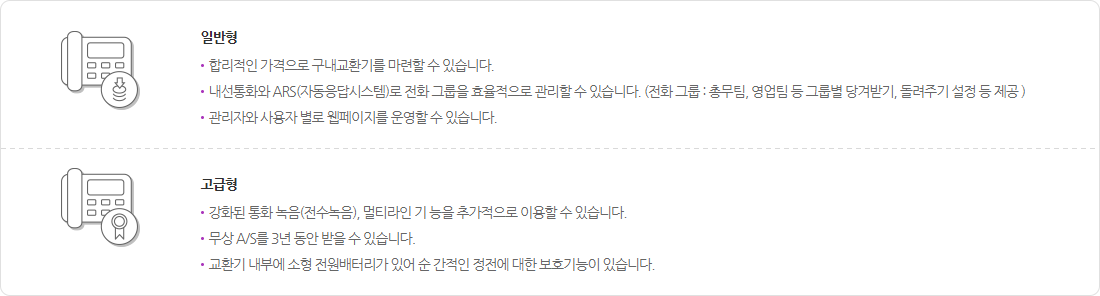 일반형
• 합리적인 가격으로 구내교환기를 마련할 수 있습니다.
• 내선통화와 ARS(자동응답시스템)로 전화 그룹을 효율적으로 관리할 수 있습니다. (전화 그룹 : 총무팀, 영업팀 등 그룹별 당겨받기, 돌려주기 설정 등 제공 )
• 관리자와 사용자 별로 웹페이지를 운영할 수 있습니다.
고급형
• 강화된 통화 녹음(전수녹음), 멀티라인 기 능을 추가적으로 이용할 수 있습니다.
• 무상 A/S를 3년 동안 받을 수 있습니다.
• 교환기 내부에 소형 전원배터리가 있어 순 간적인 정전에 대한 보호기능이 있습니다.